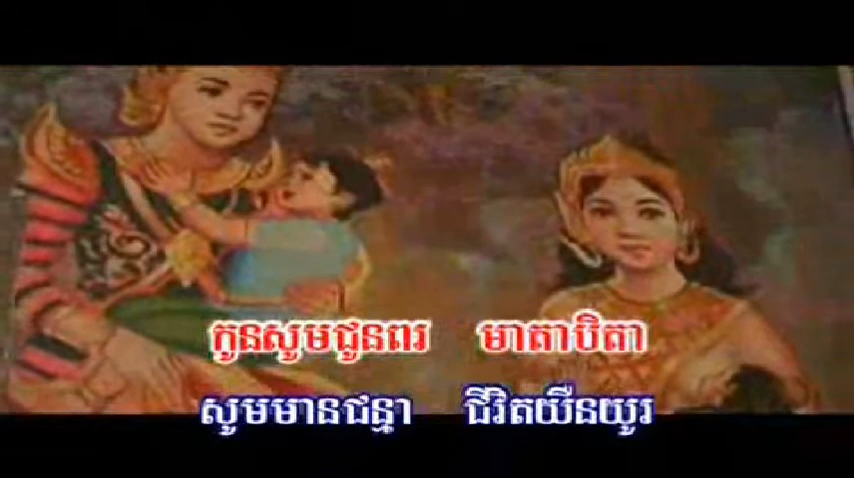 កូនសូមជូនពរ មាតាបិតា
សូមមានជន្មា ជីវិតយឺនយូរ